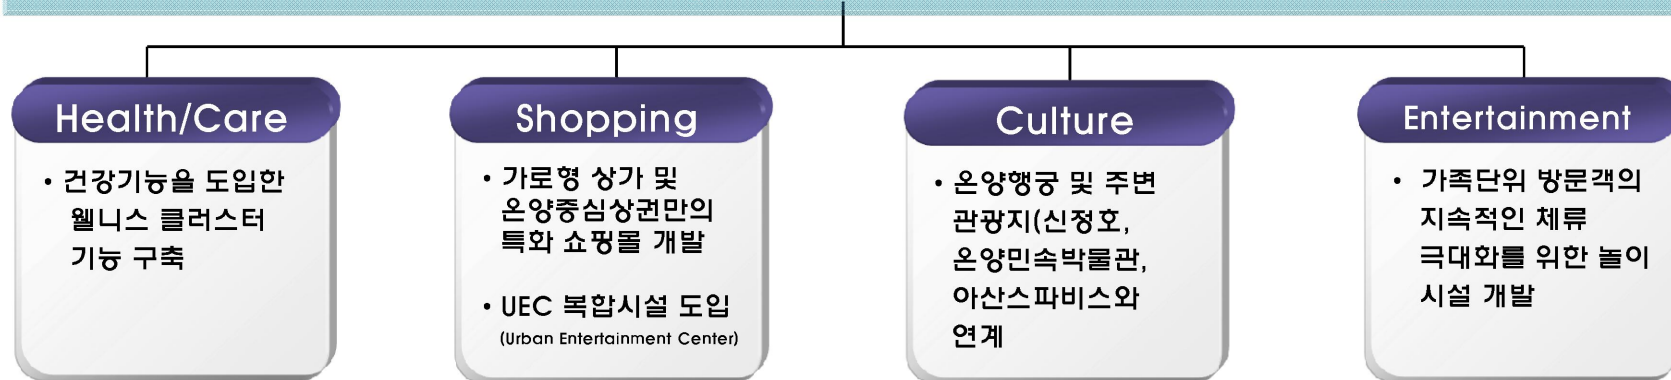 Health/Care
• 건강기능을 도입한
웰니스 클러스터
기능 구축
Shopping
• 가로형 상가 및
온양중심상권만의
특화 쇼핑몰 개발
• UEC 복합시설 도입
(Urban Entertainment Center)
Culture
• 온양행궁 및 주변
관광지(신정호,
온양민속박물관,
아산스파비스와
연계
Entertainment
• 가족단위 방문객의
지속적인 체류
극대화를 위한 놀이
시설 개발